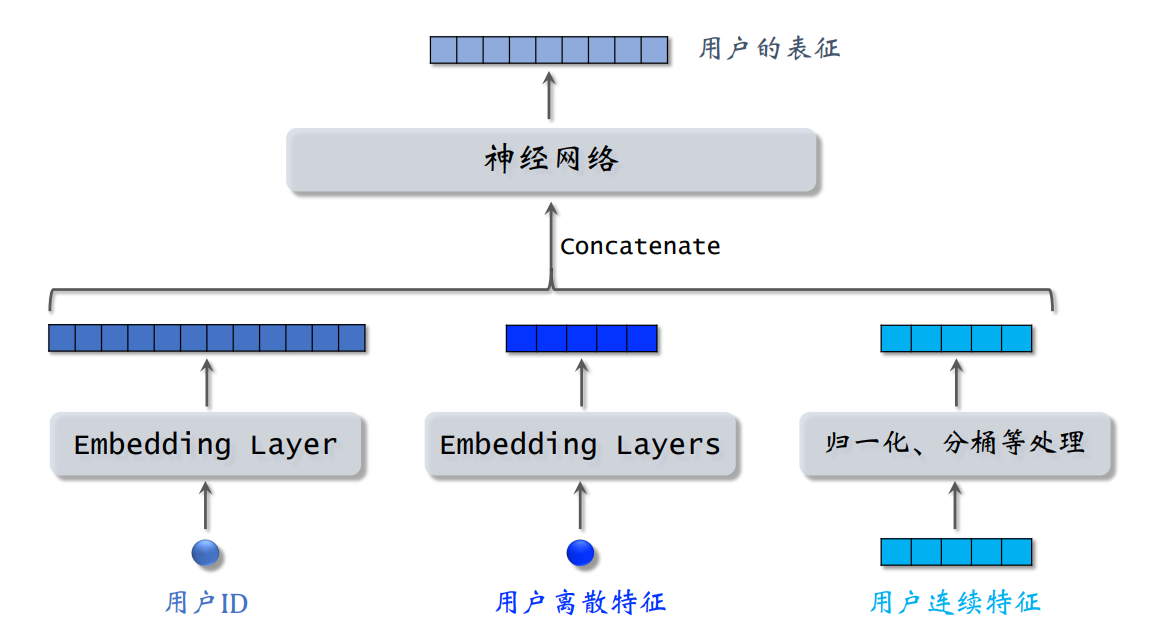 用户的表征
神经网络
Concatenate
Embedding Layer
Embedding Layers
归一化、分桶等处理
用户ID
用户离散特征
用户连续特征